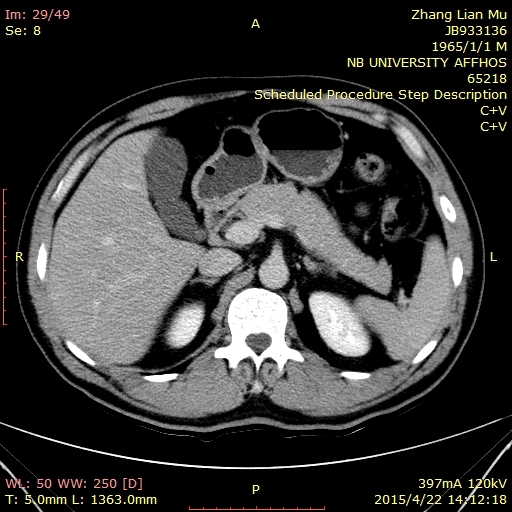 Im: 29/49
Se: 8
A
Zhang Lian Mu
JB933136
1965/1/1 M
NB UNIVERSITY AFFHOS
65218
Scheduled Procedure Step Description
C+V
C+V
R
L
WL: 50 WW: 250 [D]
T: 5.0mm L: 1363.0mm
P
397mA 120kV
2015/4/22 14:12:18